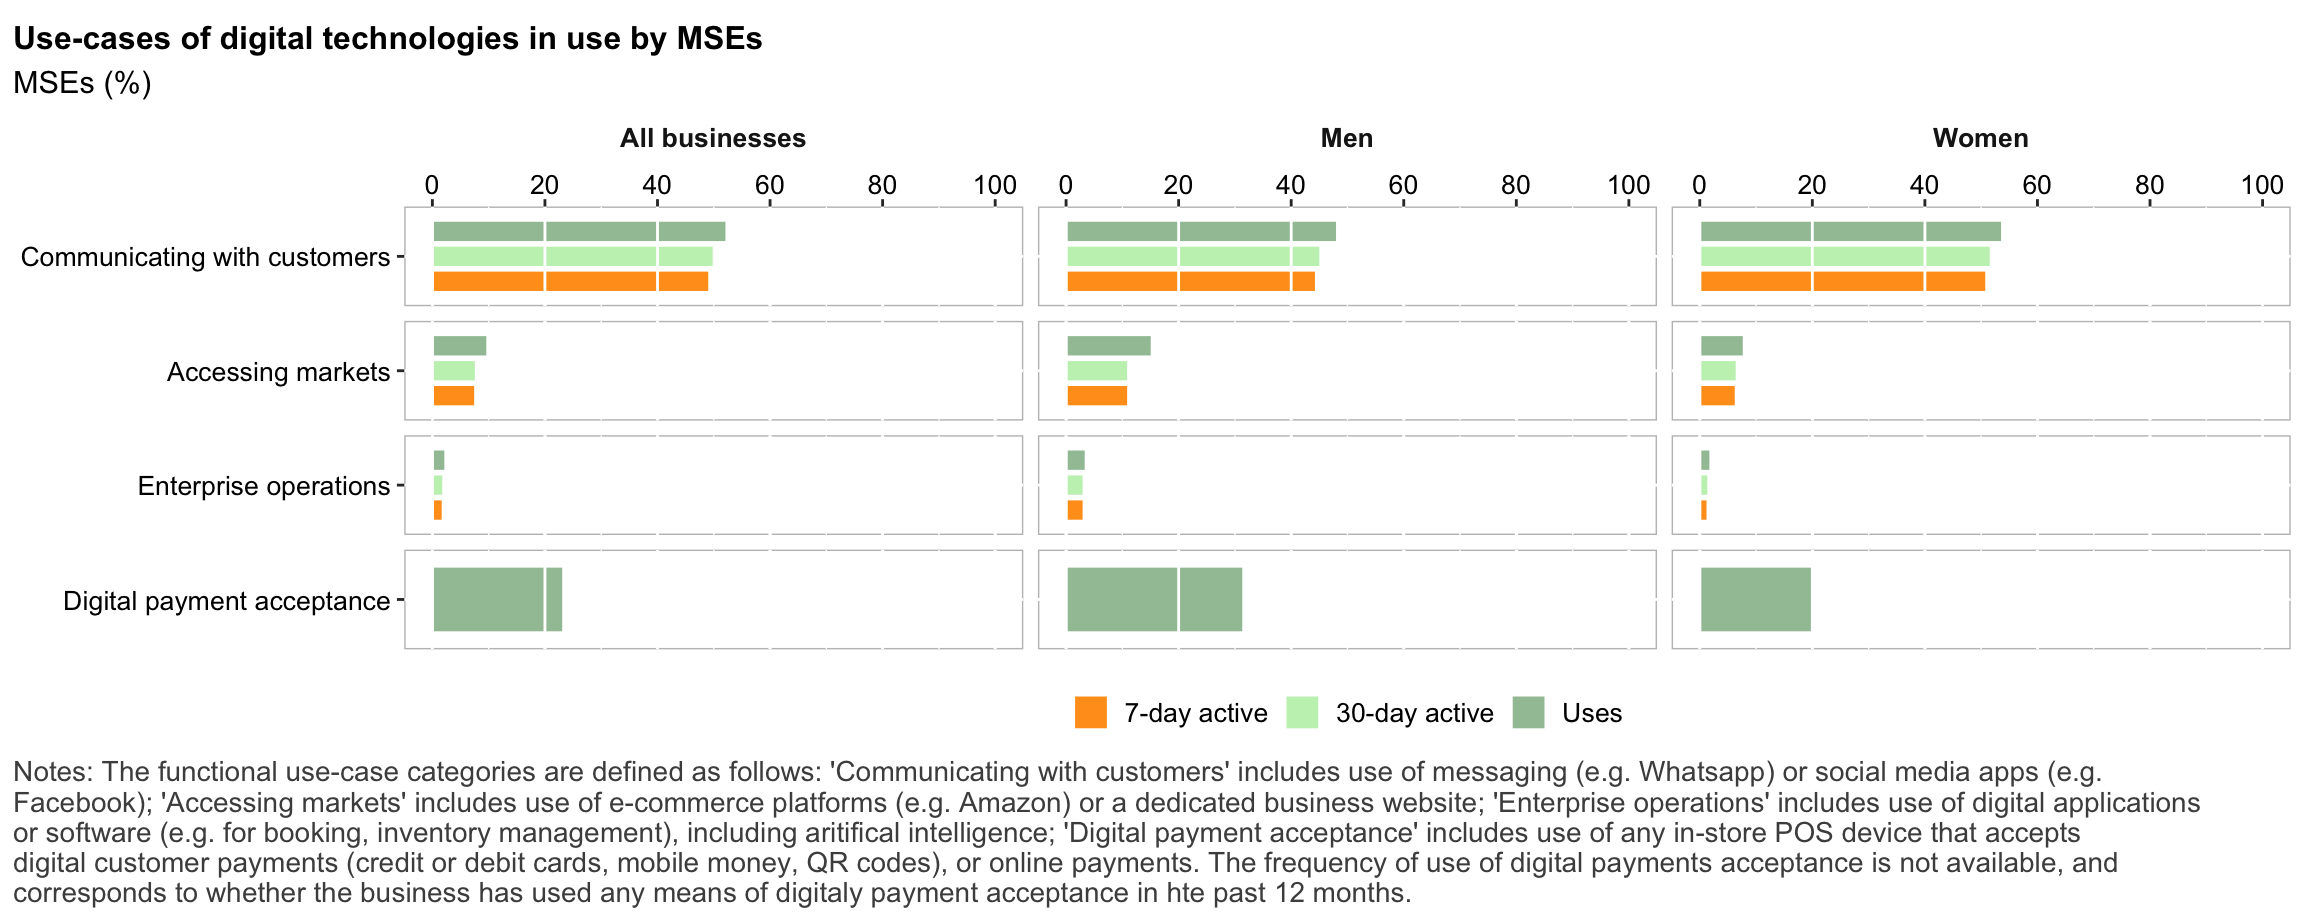 Use-cases of digital technologies in use by MSEs
MSEs (%)
All businesses Men Women
0 20 40 60 80 100 0 20 40 60 80 100 0 20 40 60 80 100
Communicating with customers
Accessing markets
Enterprise operations
Digital payment acceptance
7-day active 30-day active Uses
Notes: The functional use-case categories are defined as follows: 'Communicating with customers' includes use of messaging (e.g. Whatsapp) or social media apps (e.g.
Facebook); 'Accessing markets' includes use of e-commerce platforms (e.g. Amazon) or a dedicated business website; 'Enterprise operations' includes use of digital applications
or software (e.g. for booking, inventory management), including aritifical intelligence; 'Digital payment acceptance' includes use of any in-store POS device that accepts
digital customer payments (credit or debit cards, mobile money, QR codes), or online payments. The frequency of use of digital payments acceptance is not available, and
corresponds to whether the business has used any means of digitaly payment acceptance in hte past 12 months.